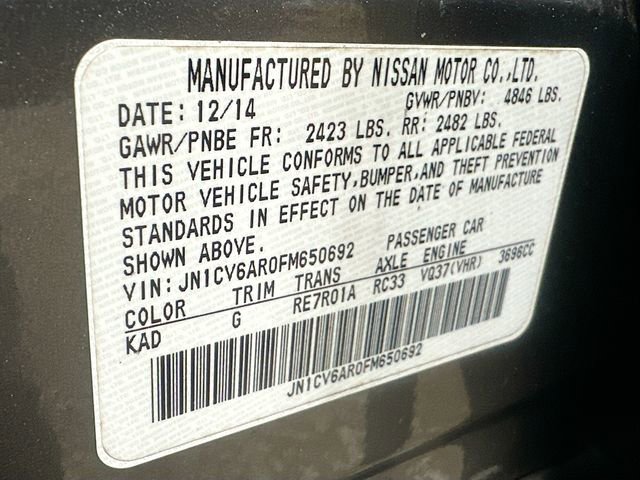 MANUFACTURED BY NISSAN MOTOR CO.,LTD.
DATE: 12/14 GVWR/PNBV: 4846 LBS.
GAWR/PNBE FR: 2423 LBS. RR: 2482 LBS.
THIS VEHICLE CONFORMS TO ALL APPLICABLE FEDERAL
MOTOR VEHICLE SAFETY,BUMPER,AND THEFT PREVENTION
STANDARDS IN EFFECT ON THE DATE OF MANUFACTURE
SHOWN ABOVE.
VIN: JN1CV6AR0FM650692 PASSENGER CAR
COLOR TRIM TRANS AXLE ENGINE
KAD G RE7R01A RC33 VQ37(VHR) 3696CC
JN1CV6AR0FM650692